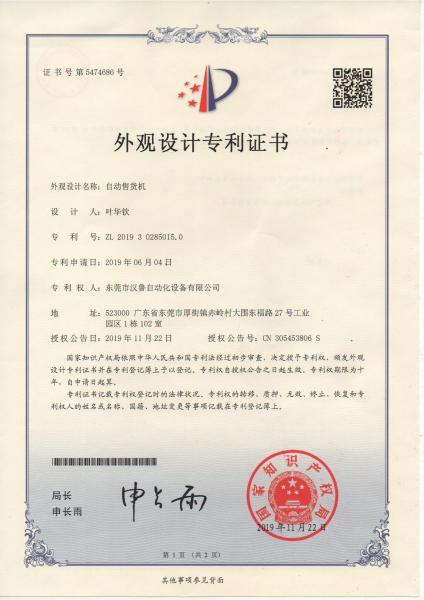 证书号第5474686号
外观设计专利证书
外观设计名称：自动售货机
设计人：叶华钦
专利号：ZL 2019 3 0285015.0
专利申请日：2019年06月04日
专利权人：东莞市汉鲁自动化设备有限公司
地址：523000 广东省东莞市厚街镇赤岭村大围东福路27号工业
园区1栋102室
授权公告日：2019年11月22日 授权公告号：CN 305453806 S
国家知识产权局依照中华人民共和国专利法经过初步审查，决定授予专利权，颁发外观
设计专利证书并在专利登记簿上予以登记。专利权自授权公告之日起生效。专利权期限为十
年，自申请日起算。
专利证书记载专利权登记时的法律状况。专利权的转移、质押、无效、终止、恢复和专
利权人的姓名或名称、国籍、地址变更等事项记载在专利登记簿上。
局长
申长雨
申长雨
国家知识产权局
2019年11月22日
第1页（共2页）
其他事项参见背面